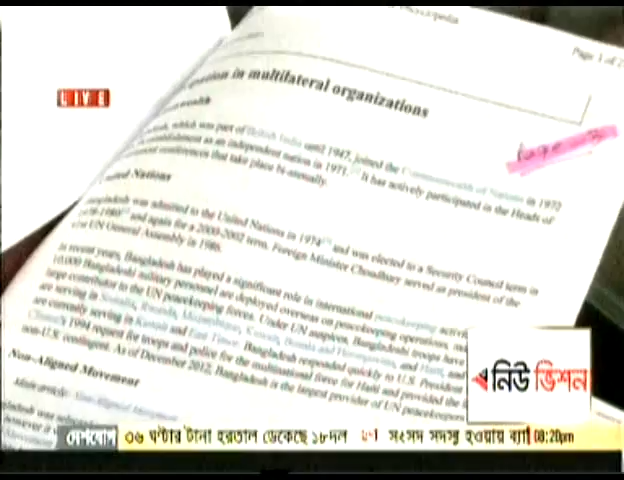 Page 1 of 2
LIVE
in multilateral organizations
which was part of British India until 1947, joined the Commonwealth of Nations in 1972
establishment as an independent nation in 1971. It has actively participated in the Heads of
conferences that take place bi-annually.
Nations
Bangladesh was admitted to the United Nations in 1974 and was elected to a Security Council term in
and again for a 2000-2002 term. Foreign Minister Choudhury served as president of the
UN General Assembly in 1986.
In recent years, Bangladesh has played a significant role in international peacekeeping
10,000 Bangladeshi military personnel are deployed overseas on peacekeeping operations.
large contributor to the UN peacekeeping forces. Under UN auspices, Bangladeshi troops have
are serving in Somalia, Rwanda, Mozambique, Kuwait, Bosnia and Herzegovina, and Haiti, and
are currently serving in Kuwait and East Timor. Bangladesh responded quickly to U.S. President
1994 request for troops and police for the multinational force for Haiti and provided the
non-U.S. contingent. As of December 2012, Bangladesh is the largest provider of UN peacekeepers
Non-Aligned Movement
Main article: Non-Aligned Movement
নিউ ভিশন
দেশযোগ ৩৬ ঘণ্টার টানা হরতাল ডেকেছে ১৮দল সংসদ সদস্য হওয়ায় ব্যা 08:20pm